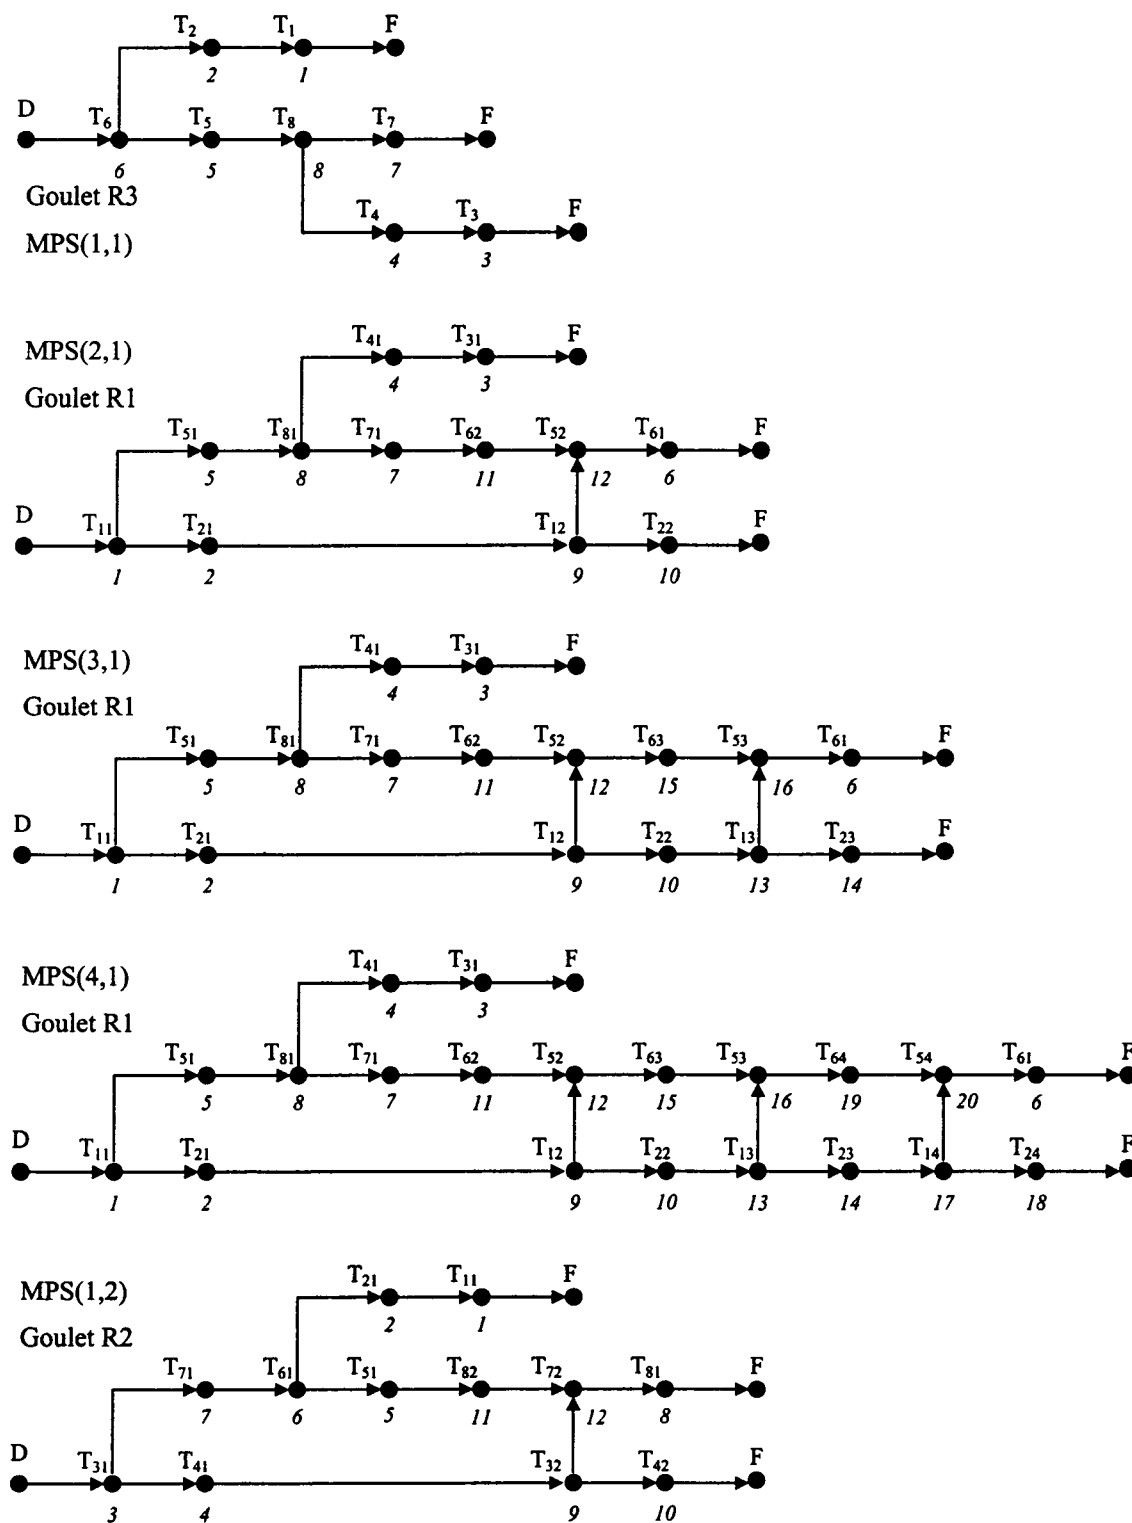 T2 T1 F
2 1
D T6 T5 T8 T7 F
6 5 8 7
Goulet R3
T4 T3 F
MPS(1,1)
4 3
T41 T31 F
MPS(2,1)
4 3
Goulet R1
T51 T81 T71 T62 T52 T61 F
5 8 7 11 12 6
D T11 T21 T12 T22 F
1 2 9 10
T41 T31 F
MPS(3,1)
4 3
Goulet R1
T51 T81 T71 T62 T52 T63 T53 T61 F
5 8 7 11 12 15 16 6
D T11 T21 T12 T22 T13 T23 F
1 2 9 10 13 14
T41 T31 F
MPS(4,1)
4 3
Goulet R1
T51 T81 T71 T62 T52 T63 T53 T64 T54 T61 F
5 8 7 11 12 15 16 19 20 6
D T11 T21 T12 T22 T13 T23 T14 T24 F
1 2 9 10 13 14 17 18
T21 T11 F
MPS(1,2)
2 1
Goulet R2
T71 T61 T51 T82 T72 T81 F
7 6 5 11 12 8
D T31 T41 T32 T42 F
3 4 9 10